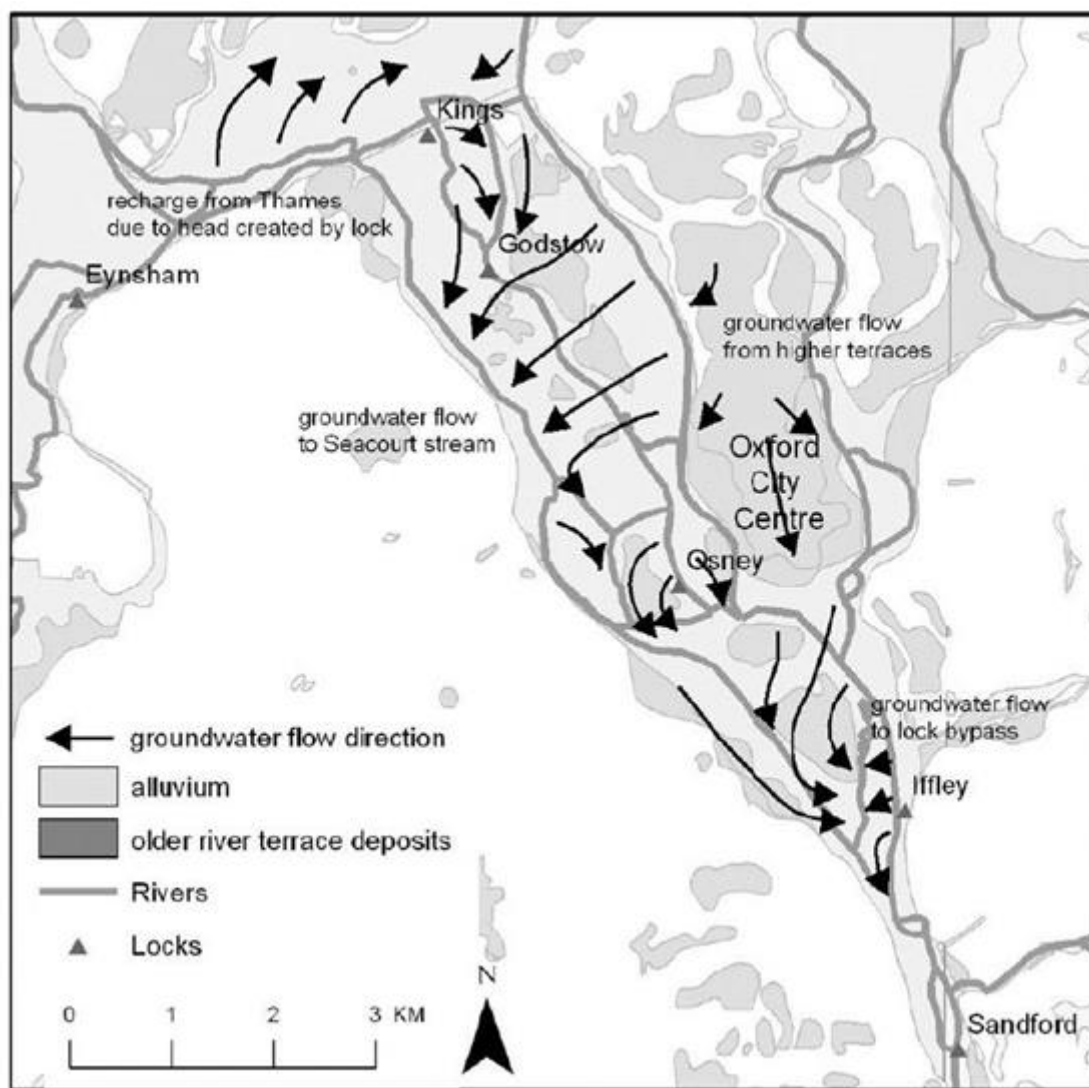 Kings
recharge from Thames
due to head created by lock
Godstow
Eynsham
groundwater flow
from higher terraces
groundwater flow
to Seacourt stream
Oxford
City
Centre
Osney
groundwater flow
to lock bypass
Iffley
groundwater flow direction
alluvium
older river terrace deposits
Rivers
Locks
N
0 1 2 3 KM
Sandford